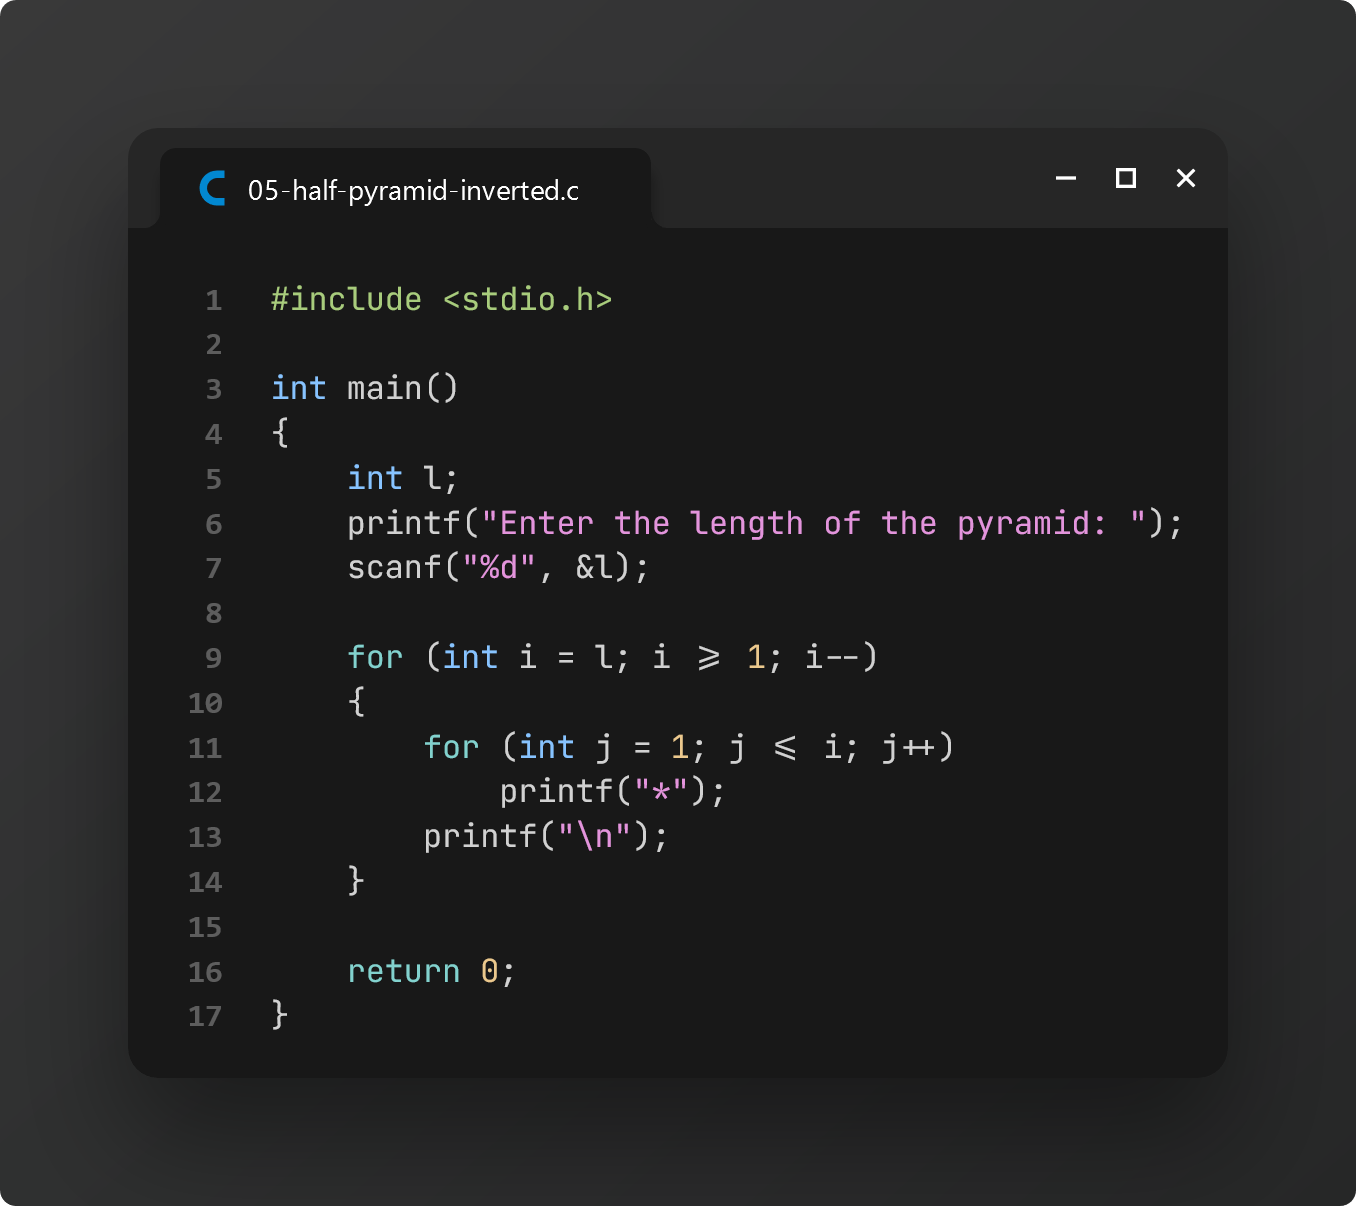 05-half-pyramid-inverted.c
1 #include <stdio.h>
2
3 int main()
4 {
5     int l;
6     printf("Enter the length of the pyramid: ");
7     scanf("%d", &l);
8
9     for (int i = l; i >= 1; i--)
10     {
11         for (int j = 1; j <= i; j++)
12             printf("*");
13         printf("\n");
14     }
15
16     return 0;
17 }